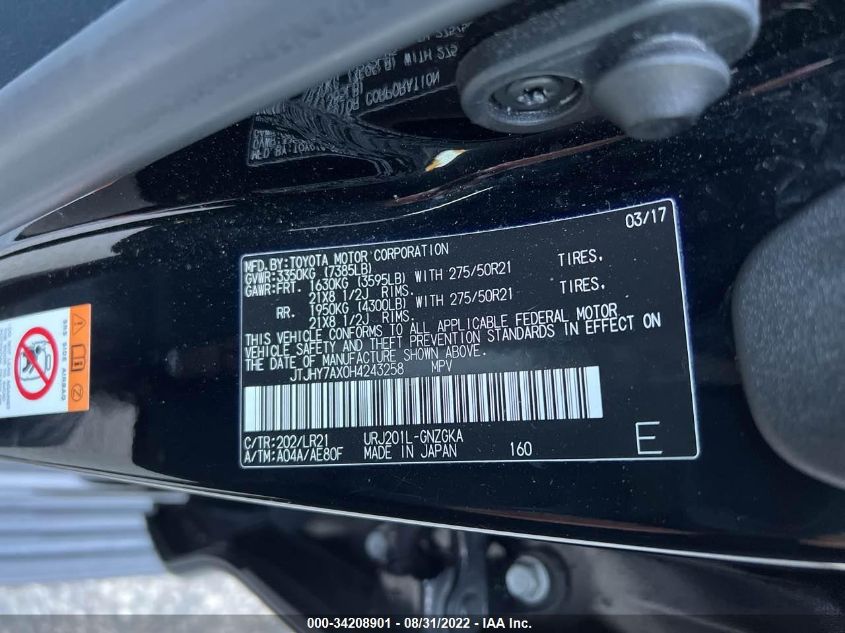 03/17
MFD.BY:TOYOTA MOTOR CORPORATION
GVWR:3350KG (7385LB)
GAWR:FRT. 1630KG (3595LB) WITH 275/50R21 TIRES.
21X8 1/2J RIMS.
RR. 1950KG (4300LB) WITH 275/50R21 TIRES.
21X8 1/2J RIMS.
THIS VEHICLE CONFORMS TO ALL APPLICABLE FEDERAL MOTOR
VEHICLE SAFETY AND THEFT PREVENTION STANDARDS IN EFFECT ON
THE DATE OF MANUFACTURE SHOWN ABOVE.
JTJHY7AX0H4243258 MPV
C/TR:202/LR21 URJ201L-GNZGKA
A/TM:A04A/AE80F MADE IN JAPAN 160 E
SRS SIDE AIRBAG
000-34208901 - 08/31/2022 - IAA Inc.